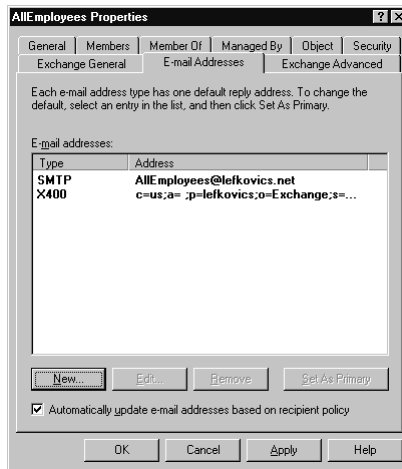 AllEmployees Properties
General Members Member Of Managed By Object Security
Exchange General E-mail Addresses Exchange Advanced
Each e-mail address type has one default reply address. To change the
default, select an entry in the list, and then click Set As Primary.
E-mail addresses:
Type Address
SMTP AllEmployees@lefkovics.net
X400 c=us;a= ;p=lefkovics;o=Exchange;s=...
New... Edit... Remove Set As Primary
Automatically update e-mail addresses based on recipient policy
OK Cancel Apply Help